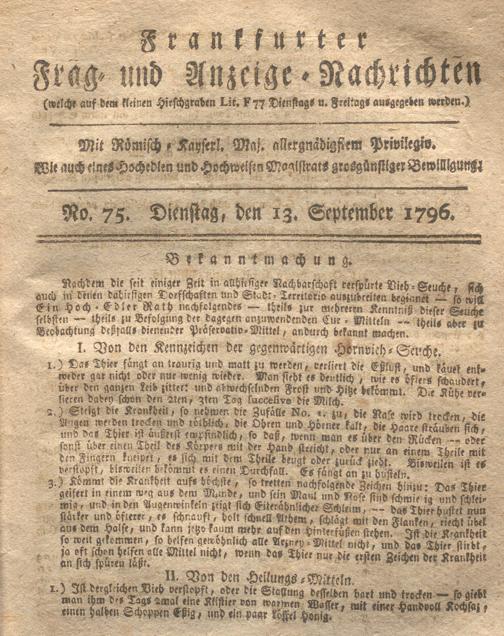 Frankfurter
Frag- und Anzeige-Nachrichten
(welche auf dem kleinen Hirschgraben Lit. F 77 Dienstags u. Freitags ausgegeben werden.)
Mit Römisch-Kayserl. Maj. allergnädigstem Privilegio.
Wie auch eines Hochedlen und Hochweisen Magistrats grosgünstiger Bewilligung.
No. 75. Dienstag, den 13. September 1796.
Bekanntmachung.
Nachdem die seit einiger Zeit in allhiesiger Nachbarschaft verspürte Vieh-Seuche, sich
auch in denen dahiesigen Dorfschaften und Stadt-Territorio auszubreiten beginnet — so will
Ein Hoch-Edler Rath nachfolgendes — theils zu mehrerer Kenntniß dieser Seuche
selbsten — theils zu Befolgung der dagegen anzuwendenden Cur-Mitteln — theils aber zu
Beobachtung desfalls dienender Präservativ-Mittel, andurch bekannt machen.
I. Von den Kennzeichen der gegenwärtigen Hornvieh-Seuche.
1.) Das Thier fängt an traurig und matt zu werden, verliert die Eßlust, und käuet ent-
weder gar nicht oder nur wenig wieder. Man sieht es deutlich, wie es öfters schaudert,
über den ganzen Leib zittert und abwechslenden Frost und Hitze bekommt. Die Kühe ver-
lieren dabey schon den 2ten, 3ten Tag successive die Milch.
2.) Steigt die Krankheit, so nehmen die Zufälle No. 1. zu, die Nase wird trocken, die
Augen werden trocken und röthlich, die Ohren und Hörner kalt, die Haare sträuben sich,
und das Thier ist äußerst empfindlich, so daß, wenn man es über den Rücken — oder
sonst über einen Theil des Körpers mit der Hand streicht, oder nur an einem Theile mit
den Fingern kneipet, es sich mit dem Theile beugt oder zurück zieht. Bisweilen ist es
verstopft, bisweilen bekommt es einen Durchfall. Es fängt an zu husteln.
3.) Kommt die Krankheit aufs höchste, so tretten nachfolgende Zeichen hinzu: Das Thier
geifert in einem weg aus dem Munde, und sein Maul und Nase sind schmierig und schlei-
mig, und in den Augenwinkeln zeigt sich Eiterähnlicher Schleim, — das Thier hustet nun
stärker und öfterer, es schnauft, holt schnell Athem, schlägt mit den Flanken, riecht übel
aus dem Halse, und kann jezo kaum mehr auf den Hinterfüßen stehen. Ist die Krankheit
so weit gekommen, so helfen gewöhnlich alle Arzney-Mittel nicht, und das Thier stirbt,
ja oft schon helfen alle Mittel nicht, wenn das Thier nur die ersten Zeichen der Krankheit
an sich spüren läßt.
II. Von den Heilungs-Mitteln.
1.) Ist dergleichen Vieh verstopft, oder die Stallung desselben hart und trocken — so giebt
man ihm des Tags 2mal ein Klistier von warmen Wasser, mit einer Handvoll Kochsalz,
einen halben Schoppen Eßig, und ein paar Löffel Honig.